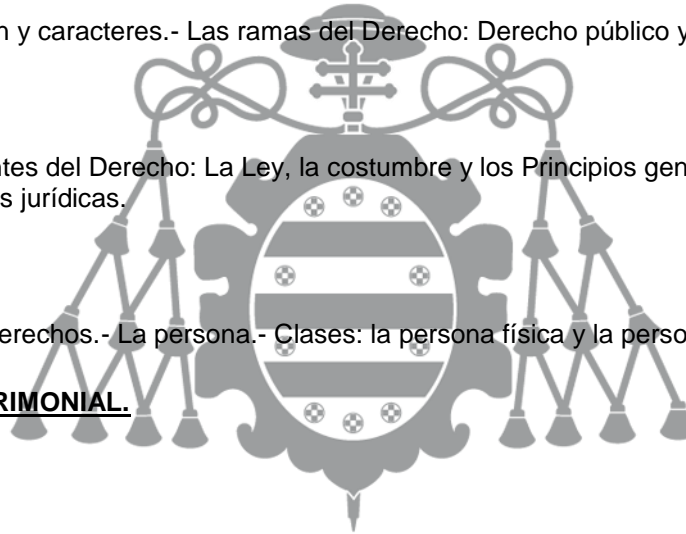 n y caracteres.- Las ramas del Derecho: Derecho público y
ntes del Derecho: La Ley, la costumbre y los Principios gen
s jurídicas.
erechos.- La persona.- Clases: la persona física y la perso
RIMONIAL.